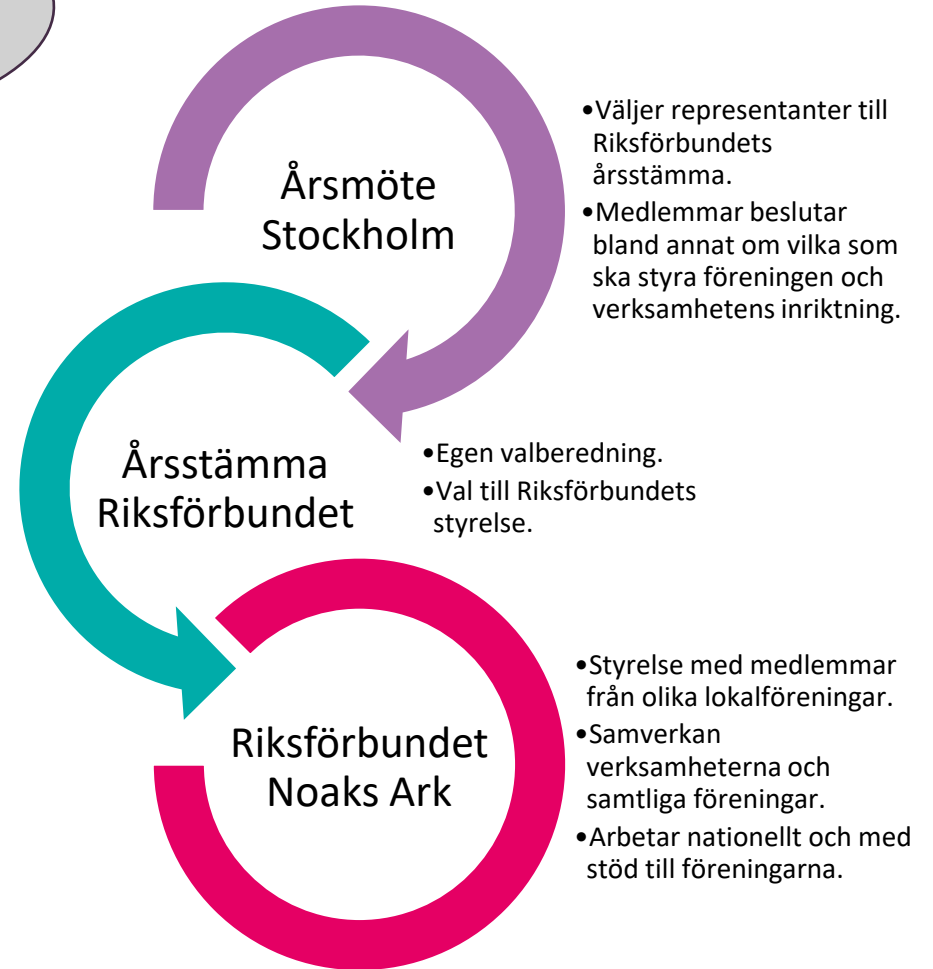 Årsmöte
Stockholm
•Väljer representanter till
Riksförbundets
årsstämma.
•Medlemmar beslutar
bland annat om vilka som
ska styra föreningen och
verksamhetens inriktning.
Årsstämma
Riksförbundet
•Egen valberedning.
•Val till Riksförbundets
styrelse.
Riksförbundet
Noaks Ark
•Styrelse med medlemmar
från olika lokalföreningar.
•Samverkan
verksamheterna och
samtliga föreningar.
•Arbetar nationellt och med
stöd till föreningarna.